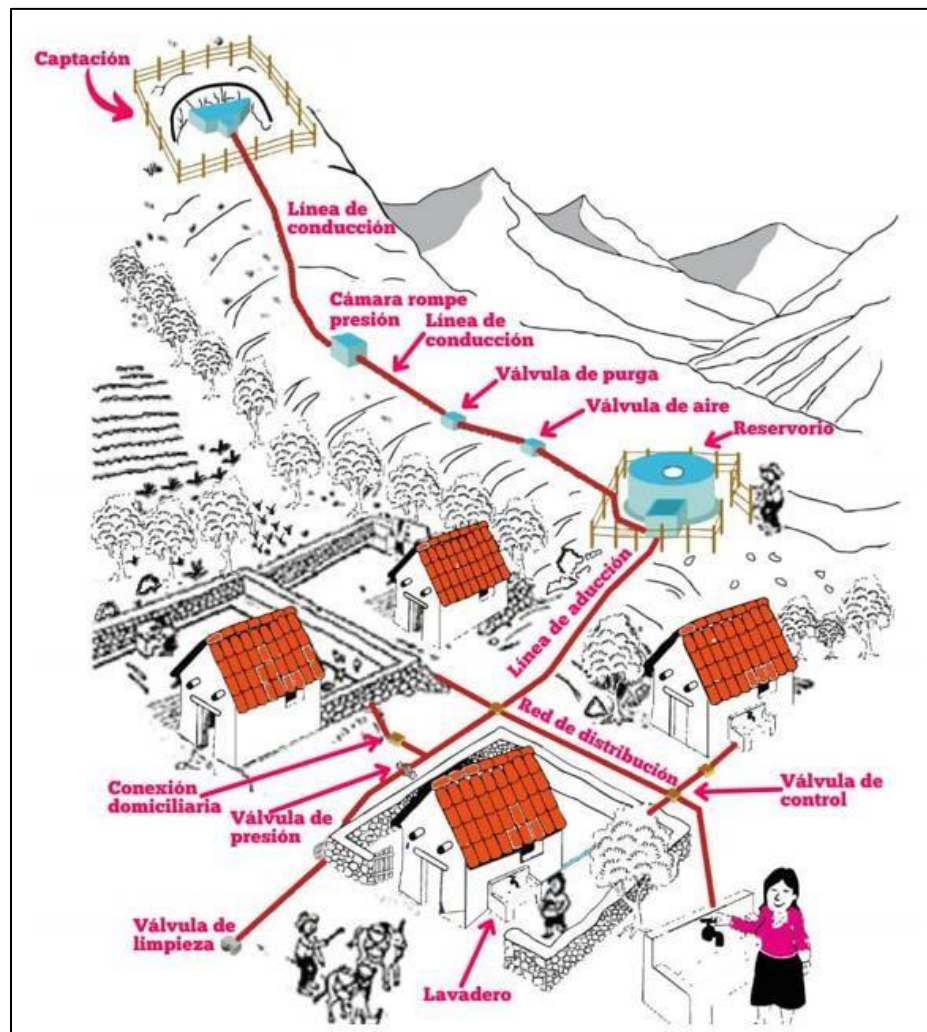 Captación
Línea de
conducción
Cámara rompe
presión
Línea de
conducción
Válvula de purga
Válvula de aire
Reservorio
Línea de aducción
Red de distribución
Conexión
domiciliaria
Válvula de
presión
Válvula de
control
Válvula de
limpieza
Lavadero